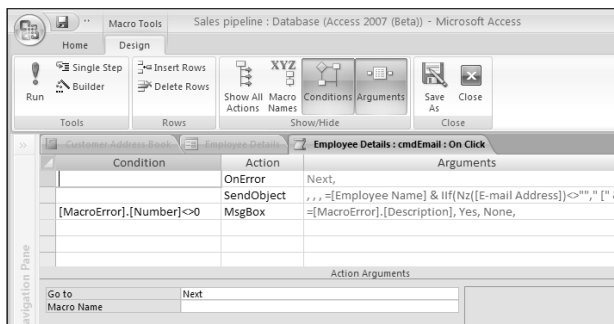 Macro Tools
Sales pipeline : Database (Access 2007 (Beta)) - Microsoft Access
Home
Design
Run
Single Step
Builder
Tools
Insert Rows
Delete Rows
Rows
Show All Actions
XYZ
Macro Names
Conditions
Arguments
Show/Hide
Save As
Close
Close
Customer Address Book
Employee Details
Employee Details : cmdEmail : On Click
Condition
Action
Arguments
OnError
Next,
SendObject
, , , =[Employee Name] & IIf(Nz([E-mail Address])<>""," ["
[MacroError].[Number]<>0
MsgBox
=[MacroError].[Description], Yes, None,
Action Arguments
Go to
Next
Macro Name
Navigation Pane